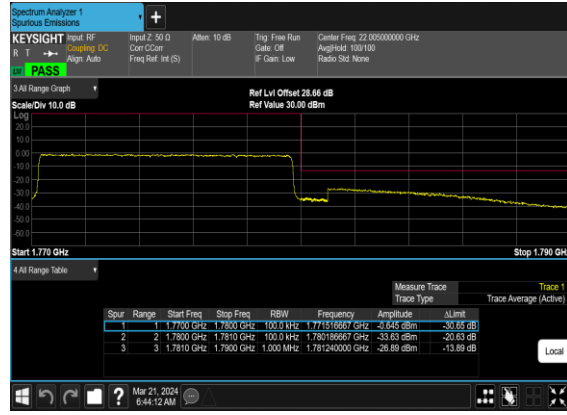 Spectrum Analyzer 1
Spurious Emissions
KEYSIGHT
R T
Input: RF
Coupling: DC
Align: Auto
Input Z: 50 Ω
Corr CCorr
Freq Ref: Int (S)
Atten: 10 dB
Trig: Free Run
Gate: Off
IF Gain: Low
Center Freq: 22.005000000 GHz
Avg|Hold: 100/100
Radio Std: None
PASS
3 All Range Graph
Scale/Div 10.0 dB
Ref Lvl Offset 28.66 dB
Ref Value 30.00 dBm
Log
20.0
10.0
0.00
-10.0
-20.0
-30.0
-40.0
-50.0
-60.0
Start 1.770 GHz
Stop 1.790 GH
4 All Range Table
Measure Trace Trace 1
Trace Type Trace Average (Active)
Spur Range Start Freq Stop Freq RBW Frequency Amplitude ΔLimit
1 1 1.7700 GHz 1.7800 GHz 100.0 kHz 1.771516667 GHz -0.645 dBm -30.65 dB
2 2 1.7800 GHz 1.7810 GHz 100.0 kHz 1.780186667 GHz -33.63 dBm -20.63 dB
3 3 1.7810 GHz 1.7900 GHz 1.000 MHz 1.781240000 GHz -26.89 dBm -13.89 dB
Local
Mar 21, 2024
6:44:12 AM